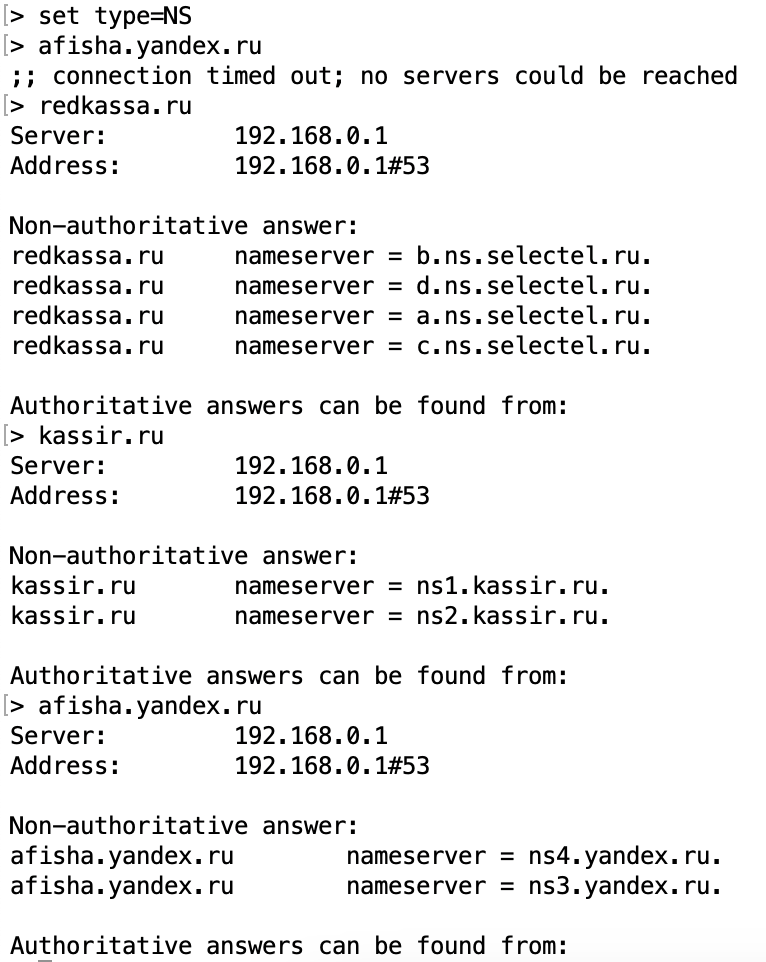 [> set type=NS
[> afisha.yandex.ru
;; connection timed out; no servers could be reached
[> redkassa.ru
Server: 192.168.0.1
Address: 192.168.0.1#53
Non-authoritative answer:
redkassa.ru nameserver = b.ns.selectel.ru.
redkassa.ru nameserver = d.ns.selectel.ru.
redkassa.ru nameserver = a.ns.selectel.ru.
redkassa.ru nameserver = c.ns.selectel.ru.
Authoritative answers can be found from:
[> kassir.ru
Server: 192.168.0.1
Address: 192.168.0.1#53
Non-authoritative answer:
kassir.ru nameserver = ns1.kassir.ru.
kassir.ru nameserver = ns2.kassir.ru.
Authoritative answers can be found from:
[> afisha.yandex.ru
Server: 192.168.0.1
Address: 192.168.0.1#53
Non-authoritative answer:
afisha.yandex.ru nameserver = ns4.yandex.ru.
afisha.yandex.ru nameserver = ns3.yandex.ru.
Authoritative answers can be found from: